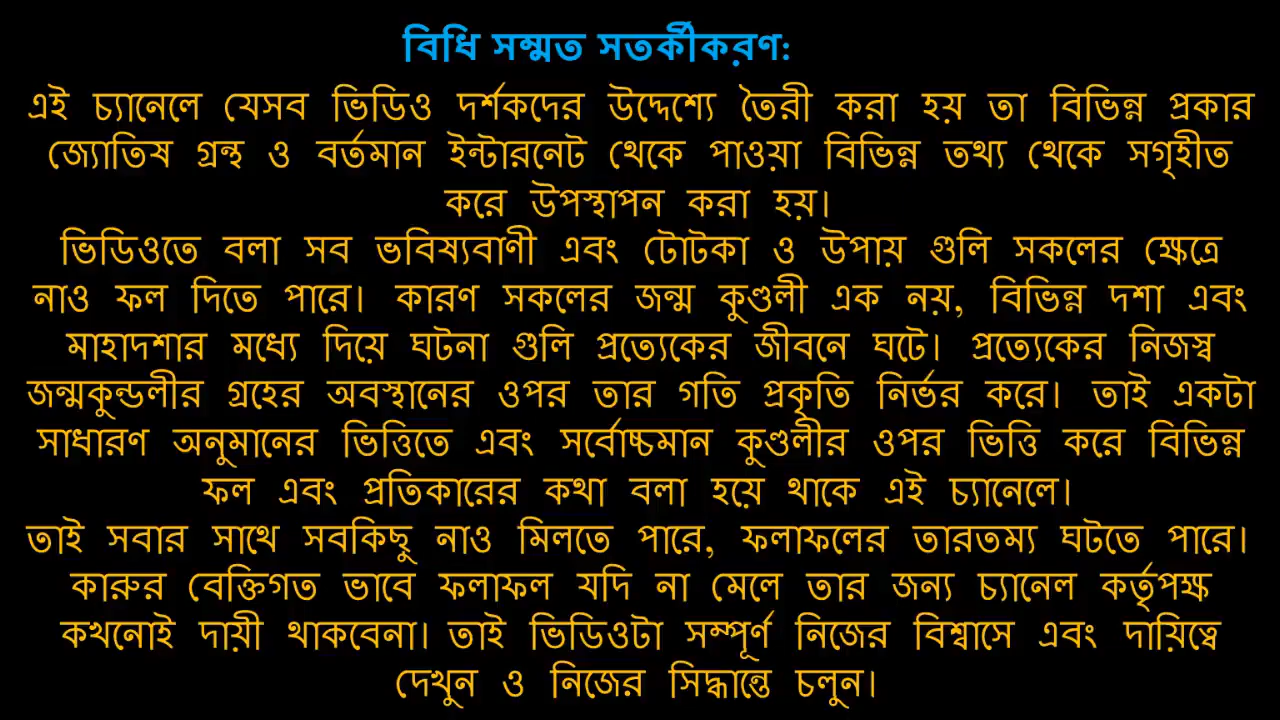 বিধি সম্মত সতর্কীকরণ:
এই চ্যানেলে যেসব ভিডিও দর্শকদের উদ্দেশ্যে তৈরী করা হয় তা বিভিন্ন প্রকার
জ্যোতিষ গ্রন্থ ও বর্তমান ইন্টারনেট থেকে পাওয়া বিভিন্ন তথ্য থেকে সগৃহীত
করে উপস্থাপন করা হয়।
ভিডিওতে বলা সব ভবিষ্যবাণী এবং টোটকা ও উপায় গুলি সকলের ক্ষেত্রে
নাও ফল দিতে পারে। কারণ সকলের জন্ম কুণ্ডলী এক নয়, বিভিন্ন দশা এবং
মাহাদশার মধ্যে দিয়ে ঘটনা গুলি প্রত্যেকের জীবনে ঘটে। প্রত্যেকের নিজস্ব
জন্মকুন্ডলীর গ্রহের অবস্থানের ওপর তার গতি প্রকৃতি নির্ভর করে। তাই একটা
সাধারণ অনুমানের ভিত্তিতে এবং সর্বোচ্চমান কুণ্ডলীর ওপর ভিত্তি করে বিভিন্ন
ফল এবং প্রতিকারের কথা বলা হয়ে থাকে এই চ্যানেলে।
তাই সবার সাথে সবকিছু নাও মিলতে পারে, ফলাফলের তারতম্য ঘটতে পারে।
কারুর বেক্তিগত ভাবে ফলাফল যদি না মেলে তার জন্য চ্যানেল কর্তৃপক্ষ
কখনোই দায়ী থাকবেনা। তাই ভিডিওটা সম্পূর্ণ নিজের বিশ্বাসে এবং দায়িত্বে
দেখুন ও নিজের সিদ্ধান্তে চলুন।